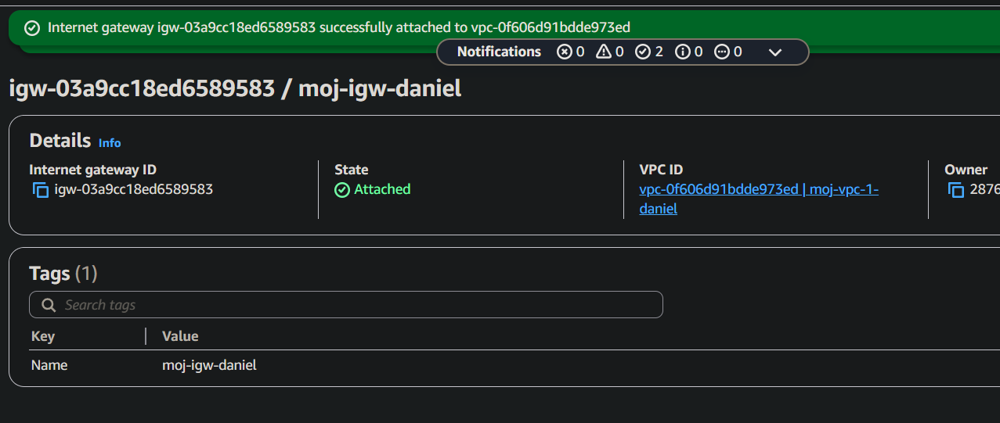 Internet gateway igw-03a9cc18ed6589583 successfully attached to vpc-0f606d91bdde973ed
Notifications 0 0 2 0 0
igw-03a9cc18ed6589583 / moj-igw-daniel
Details Info
Internet gateway ID
igw-03a9cc18ed6589583
State
Attached
VPC ID
vpc-0f606d91bdde973ed | moj-vpc-1-
daniel
Owner
2876
Tags (1)
Search tags
Key Value
Name moj-igw-daniel